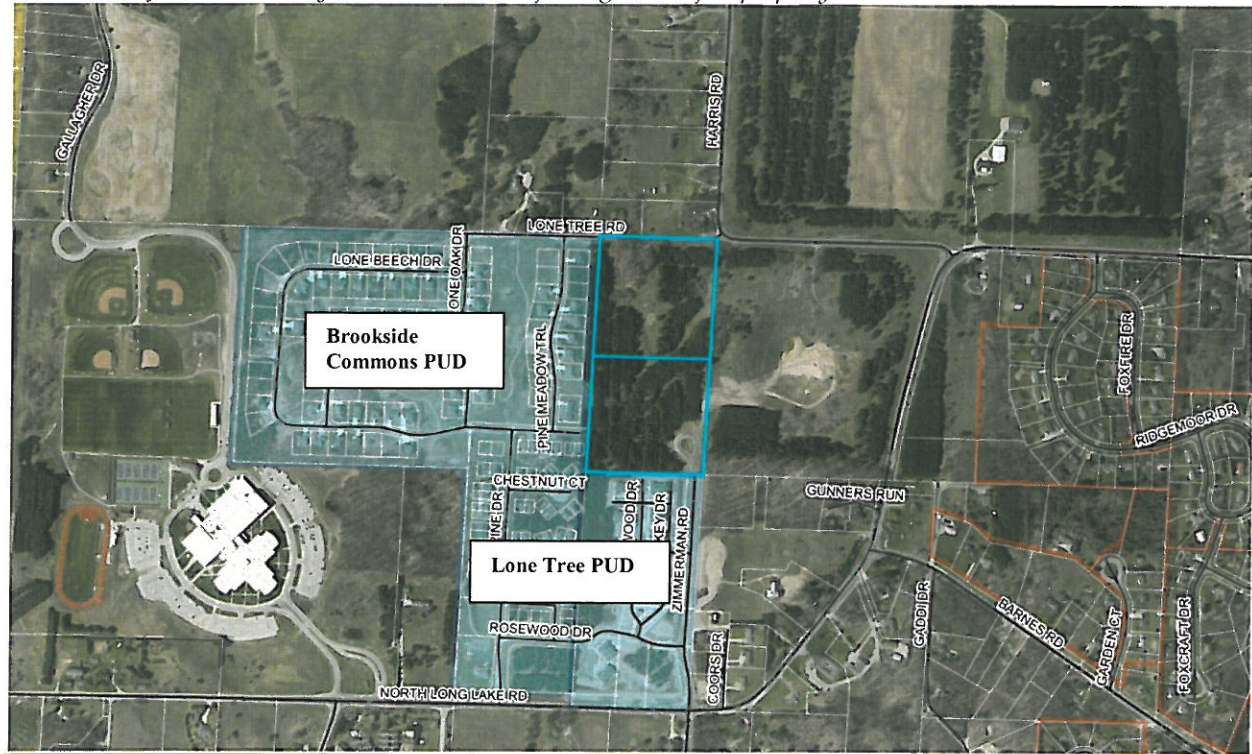 GALLAGHER DR
HARRIS RD
LONE TREE RD
LONE BEECH DR
ONE OAK DR
Brookside
Commons PUD
PINE MEADOW TRL
FOXFIRE DR
RIDGEMOOR DR
CHESTNUT CT
GUNNERS RUN
PINE DR
WOOD DR
KEY DR
ZIMMERMAN RD
Lone Tree PUD
ROSEWOOD DR
COORS DR
GADDI DR
BARNES RD
GARDEN CT
FOXCRAFT DR
NORTH LONG LAKE RD